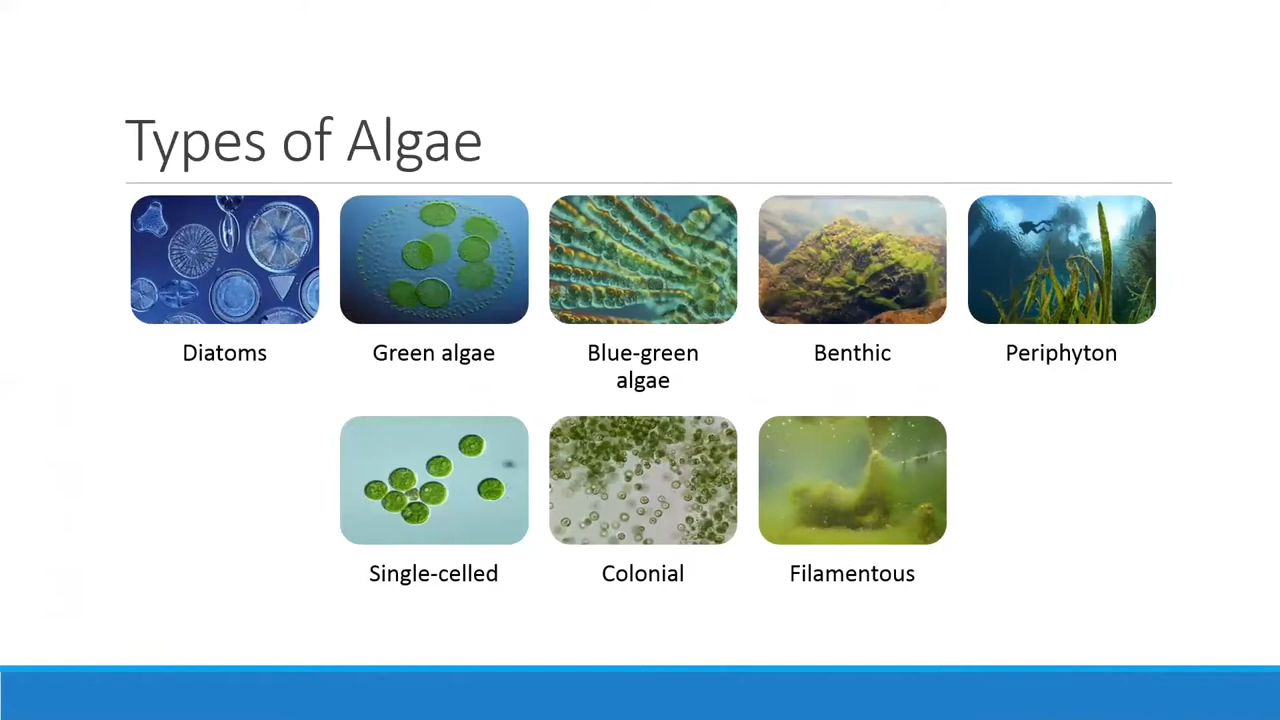 Types of Algae
Diatoms
Green algae
Blue-green
algae
Benthic
Periphyton
Single-celled
Colonial
Filamentous